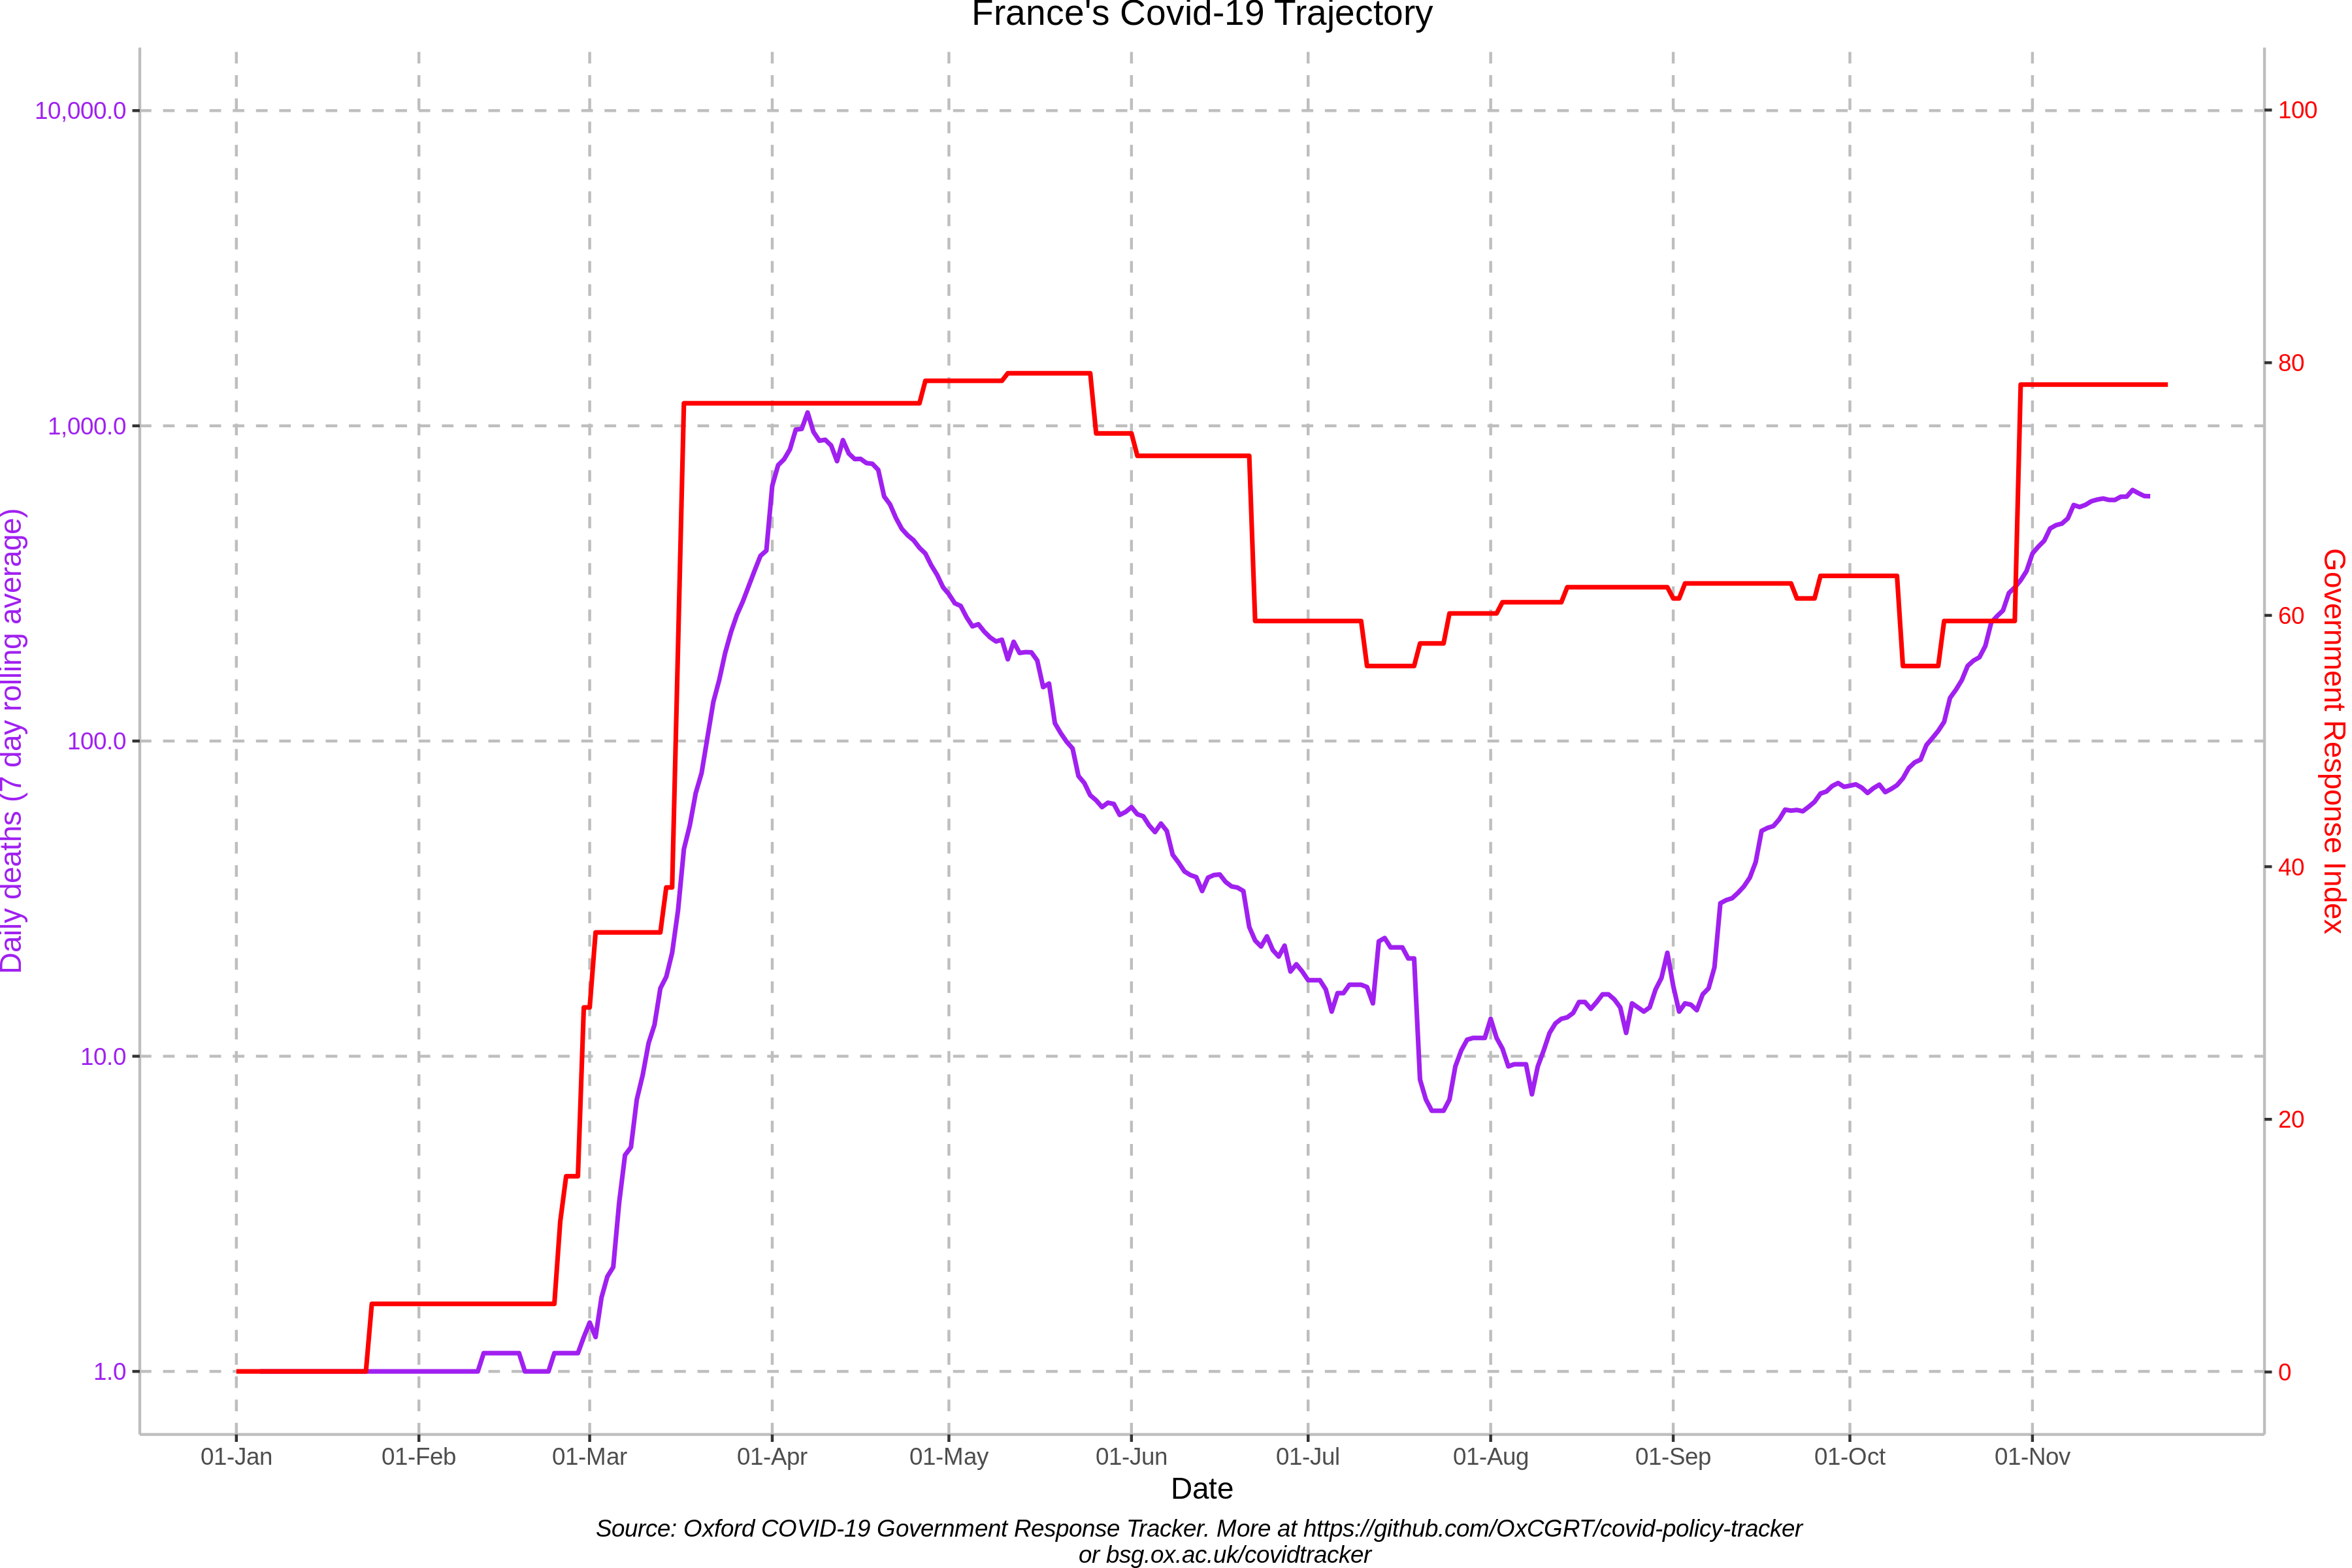 France's Covid-19 Trajectory
10,000.0
1,000.0
100.0
10.0
1.0
Daily deaths (7 day rolling average)
100
80
60
40
20
0
Government Response Index
01-Jan
01-Feb
01-Mar
01-Apr
01-May
01-Jun
01-Jul
01-Aug
01-Sep
01-Oct
01-Nov
Date
Source: Oxford COVID-19 Government Response Tracker. More at https://github.com/OxCGRT/covid-policy-tracker
or bsg.ox.ac.uk/covidtracker